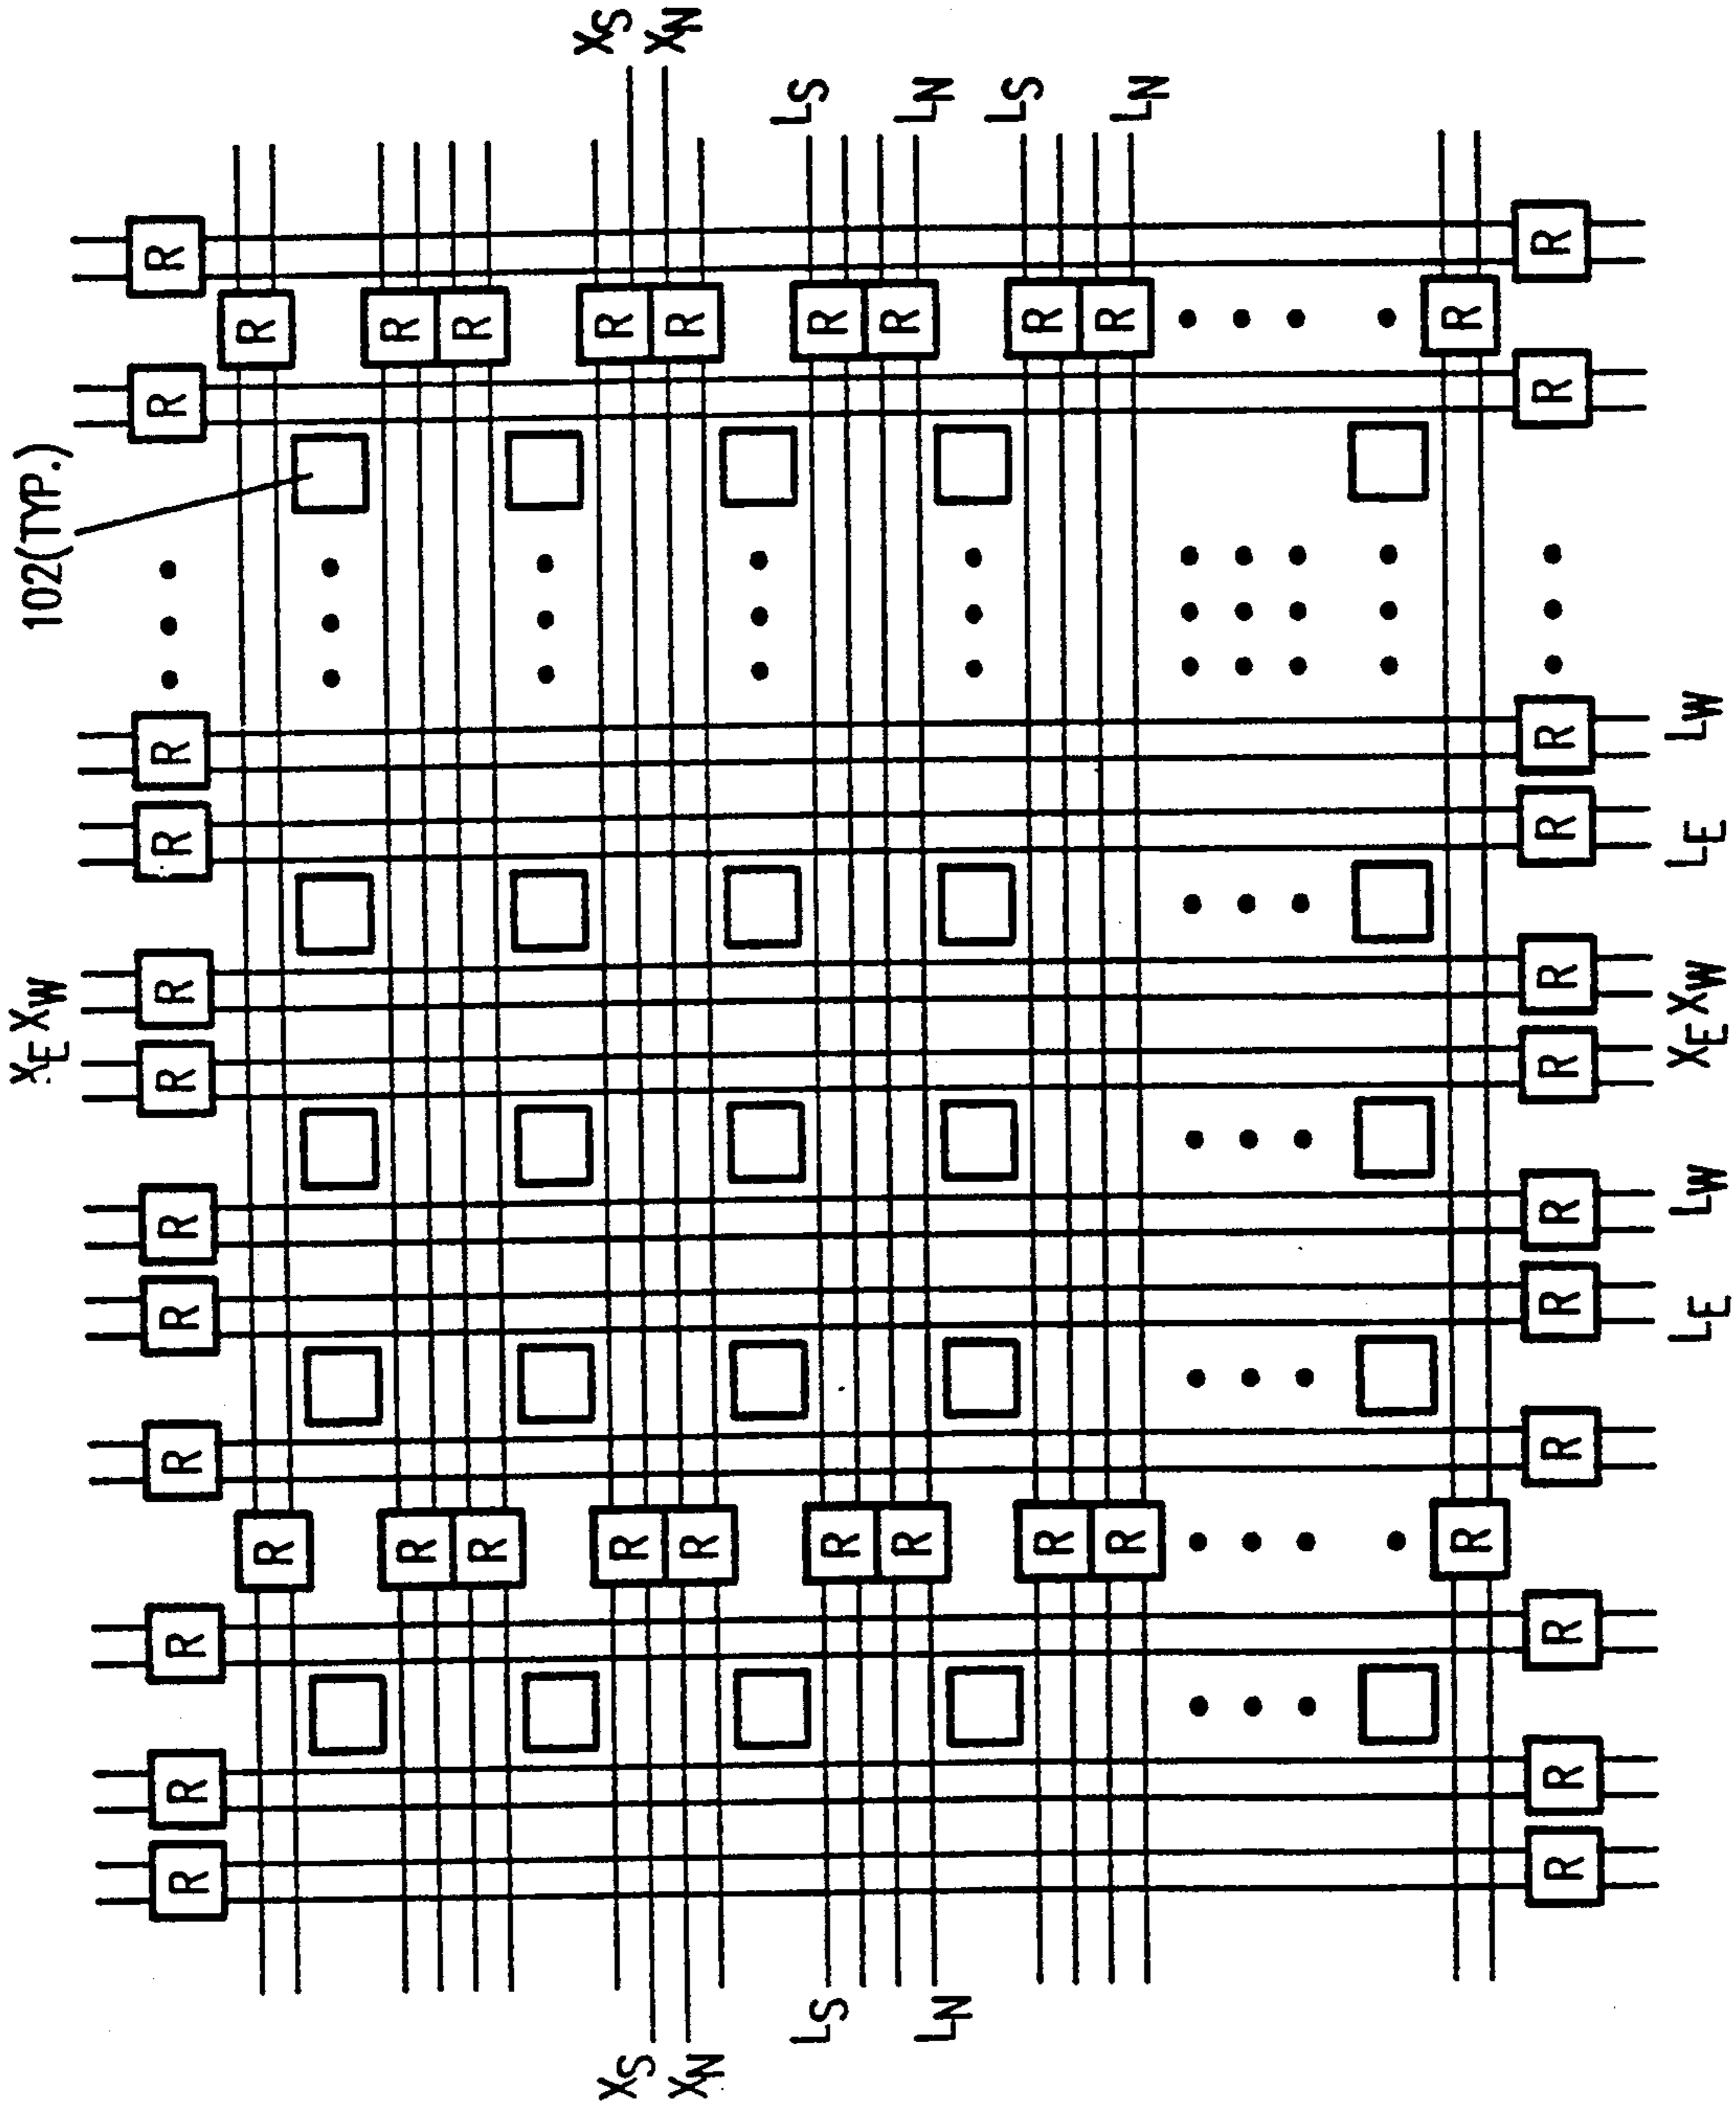 XE XW 102(TYP.)
R R R R R R R R R R R R
R R
R R
R R
XS R R XS
XN R R XN
LS R R LS
LN R R LN
R R LS
R R LN
R R
R R R R R R R R R R R R
LE LW XE XW LE LW